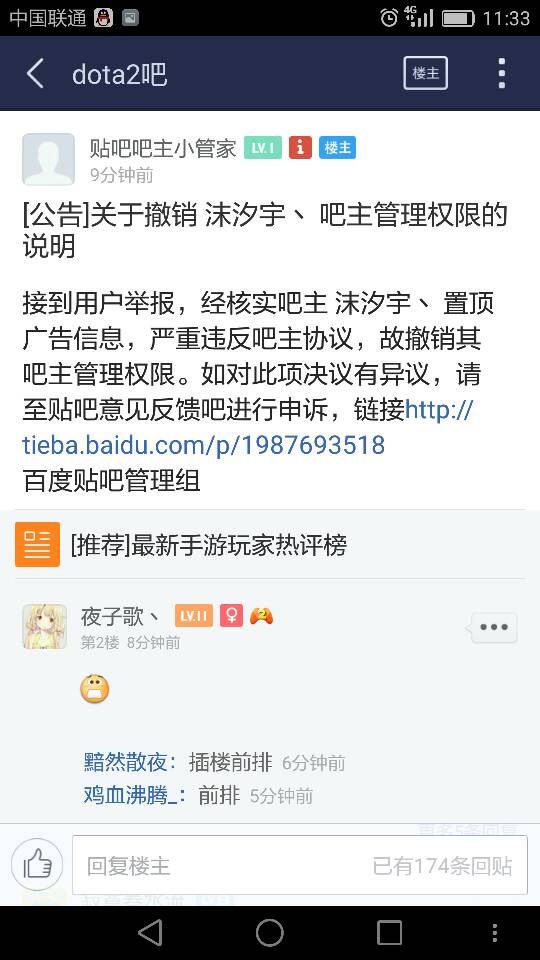 中国联通 4G 11:33
dota2吧 楼主
贴吧吧主小管家 LV.1 楼主
9分钟前
[公告]关于撤销 沫汐宇丶 吧主管理权限的
说明
接到用户举报，经核实吧主 沫汐宇丶 置顶
广告信息，严重违反吧主协议，故撤销其
吧主管理权限。如对此项决议有异议，请
至贴吧意见反馈吧进行申诉，链接http://
tieba.baidu.com/p/1987693518
百度贴吧管理组
[推荐]最新手游玩家热评榜
夜子歌丶 LV.11
第2楼 8分钟前
黯然散夜：插楼前排 6分钟前
鸡血沸腾_：前排 5分钟前
更多5条回复
回复楼主 已有174条回贴